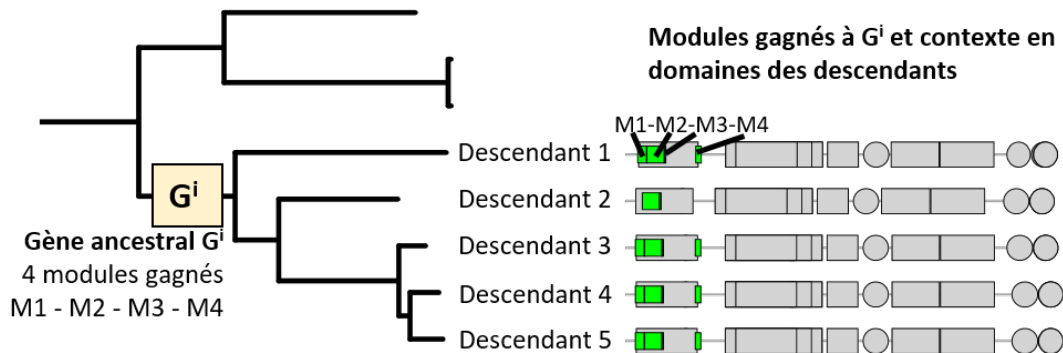 Modules gagnés à Gⁱ et contexte en
domaines des descendants
M1-M2-M3-M4
Descendant 1
Descendant 2
Gⁱ
Gène ancestral Gⁱ
4 modules gagnés
M1 - M2 - M3 - M4
Descendant 3
Descendant 4
Descendant 5